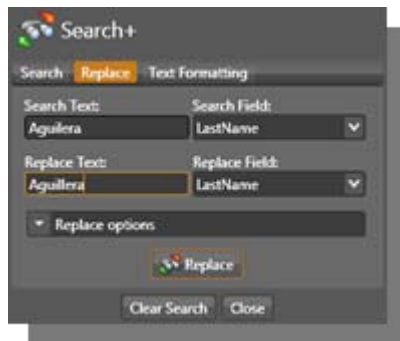 Search+
Search Replace Text Formatting
Search Text: Search Field:
Aguilera LastName
Replace Text: Replace Field:
Aguillera LastName
Replace options
Replace
Clear Search Close